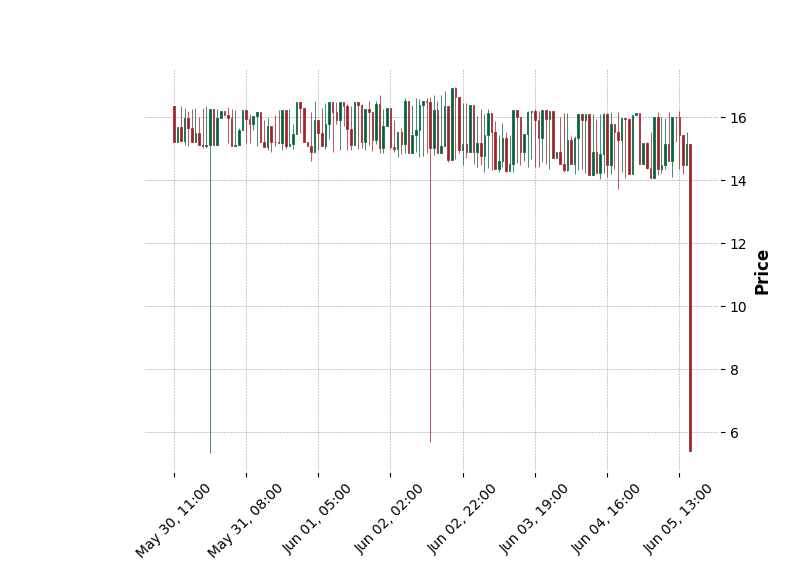 16
14
12
10
8
6
Price
May 30, 11:00
May 31, 08:00
Jun 01, 05:00
Jun 02, 02:00
Jun 02, 22:00
Jun 03, 19:00
Jun 04, 16:00
Jun 05, 13:00